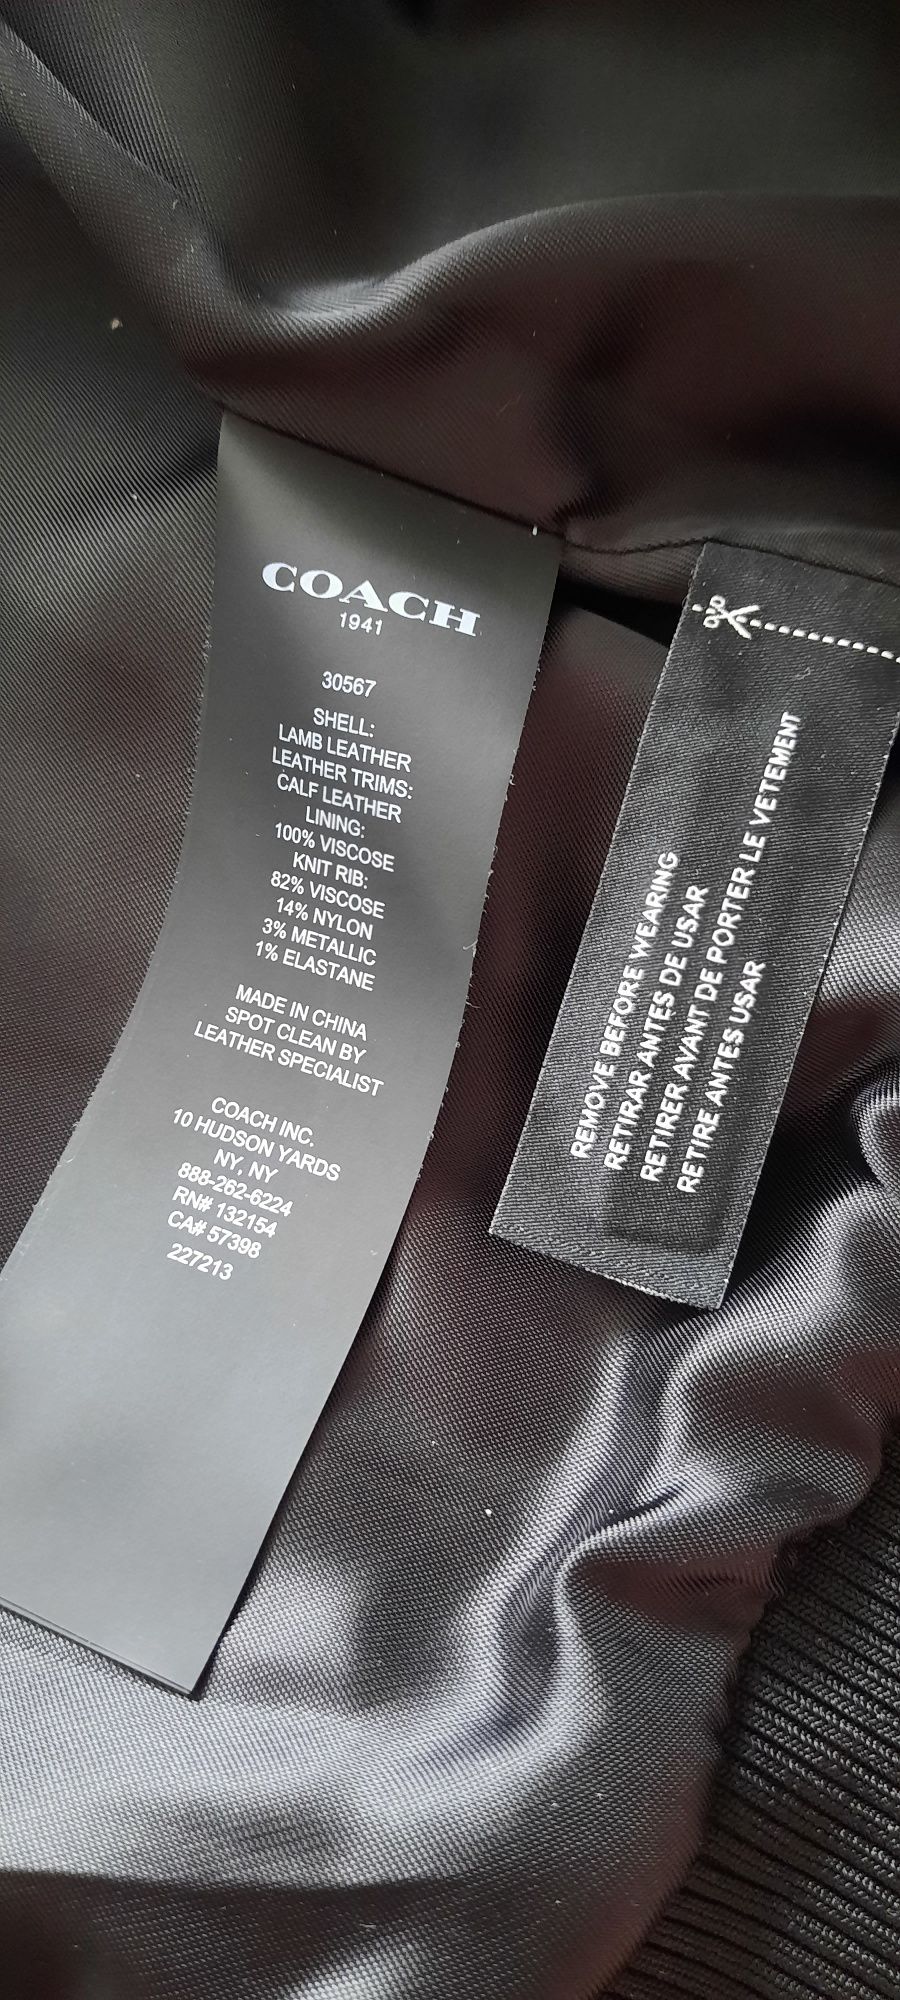 COACH
1941
30567
SHELL:
LAMB LEATHER
LEATHER TRIMS:
CALF LEATHER
LINING:
100% VISCOSE
KNIT RIB:
82% VISCOSE
14% NYLON
3% METALLIC
1% ELASTANE
MADE IN CHINA
SPOT CLEAN BY
LEATHER SPECIALIST
COACH INC.
10 HUDSON YARDS
NY, NY
888-262-6224
RN# 132154
CA# 57398
227213
REMOVE BEFORE WEARING
RETIRAR ANTES DE USAR
RETIRER AVANT DE PORTER LE VETEMENT
RETIRE ANTES USAR